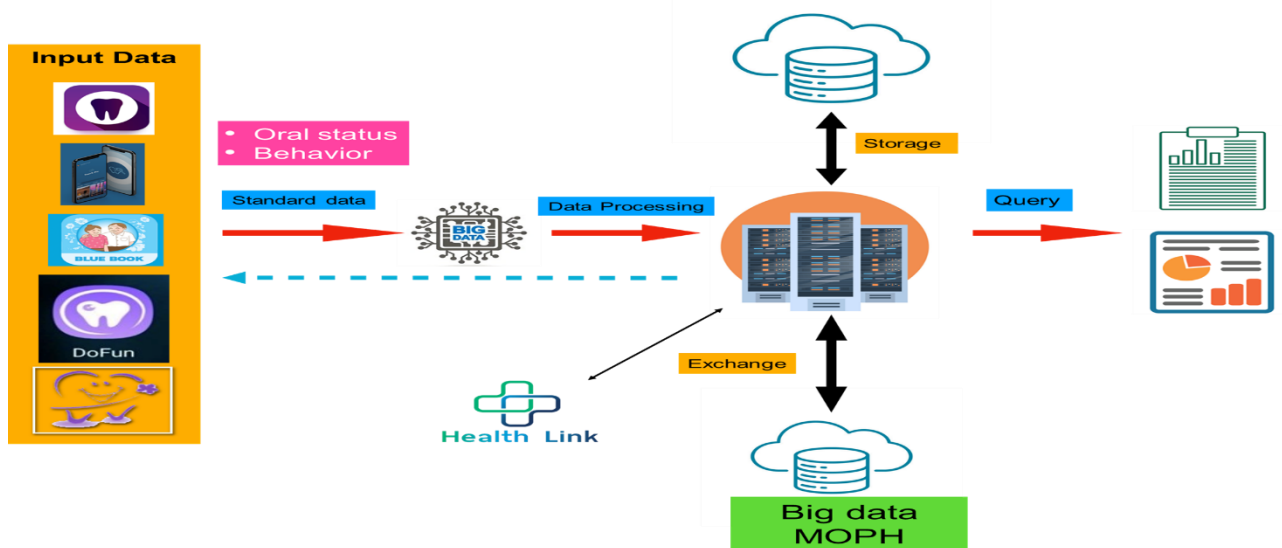 Input Data
• Oral status
• Behavior
Standard data
BIG
DATA
Data Processing
Storage
Query
BLUE BOOK
DoFun
Exchange
Health Link
Big data
MOPH